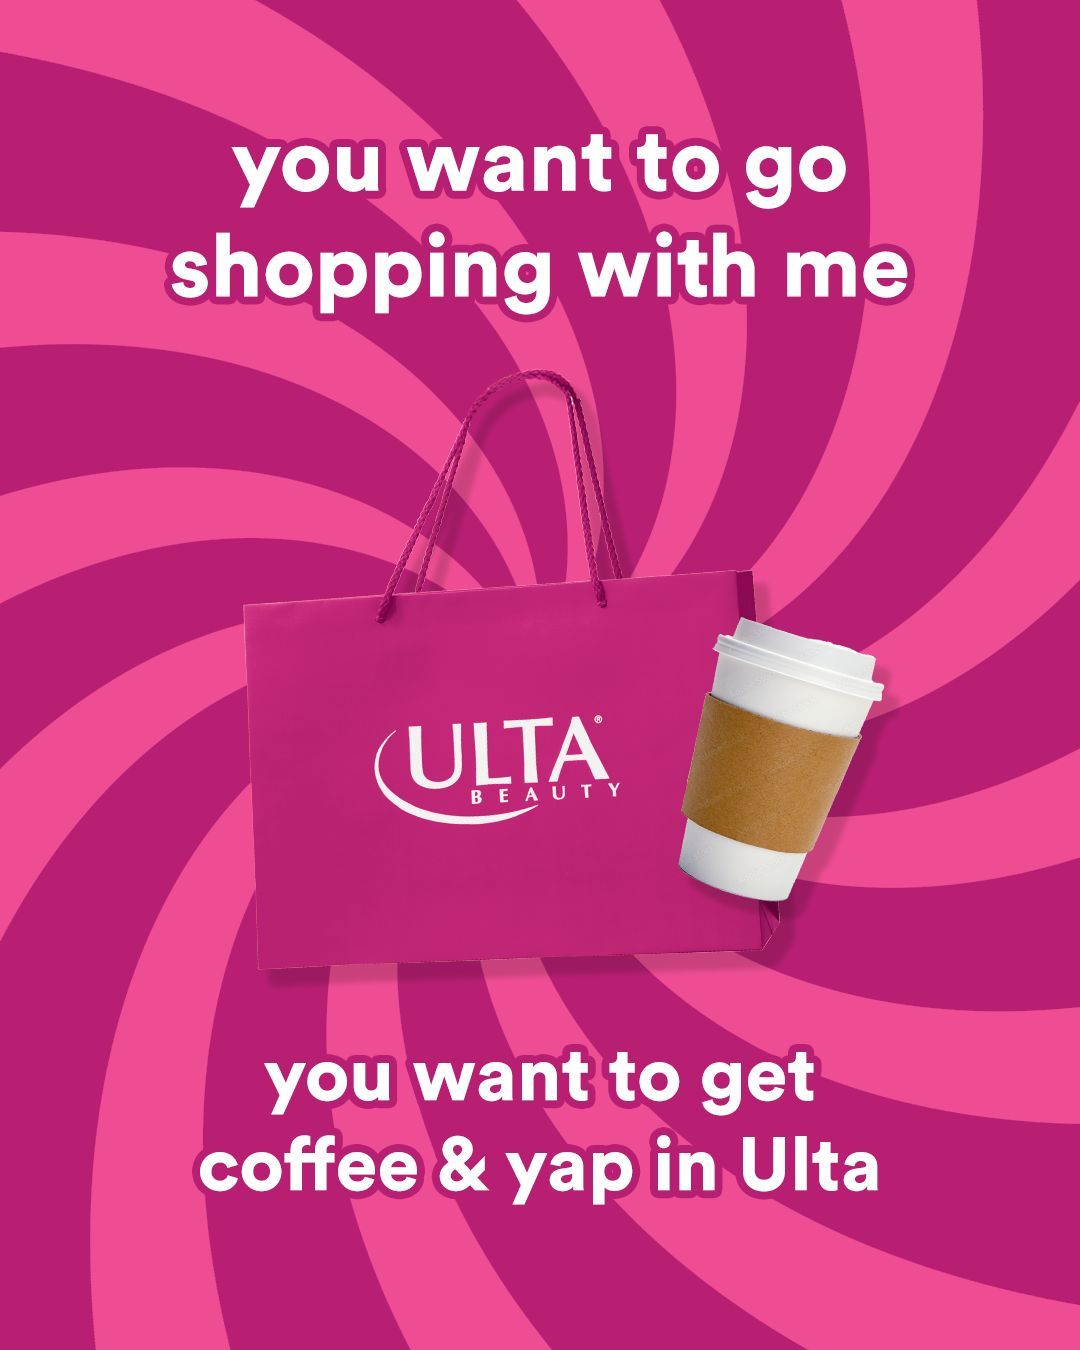 you want to go
shopping with me
ULTA®
BEAUTY
you want to get
coffee & yap in Ulta